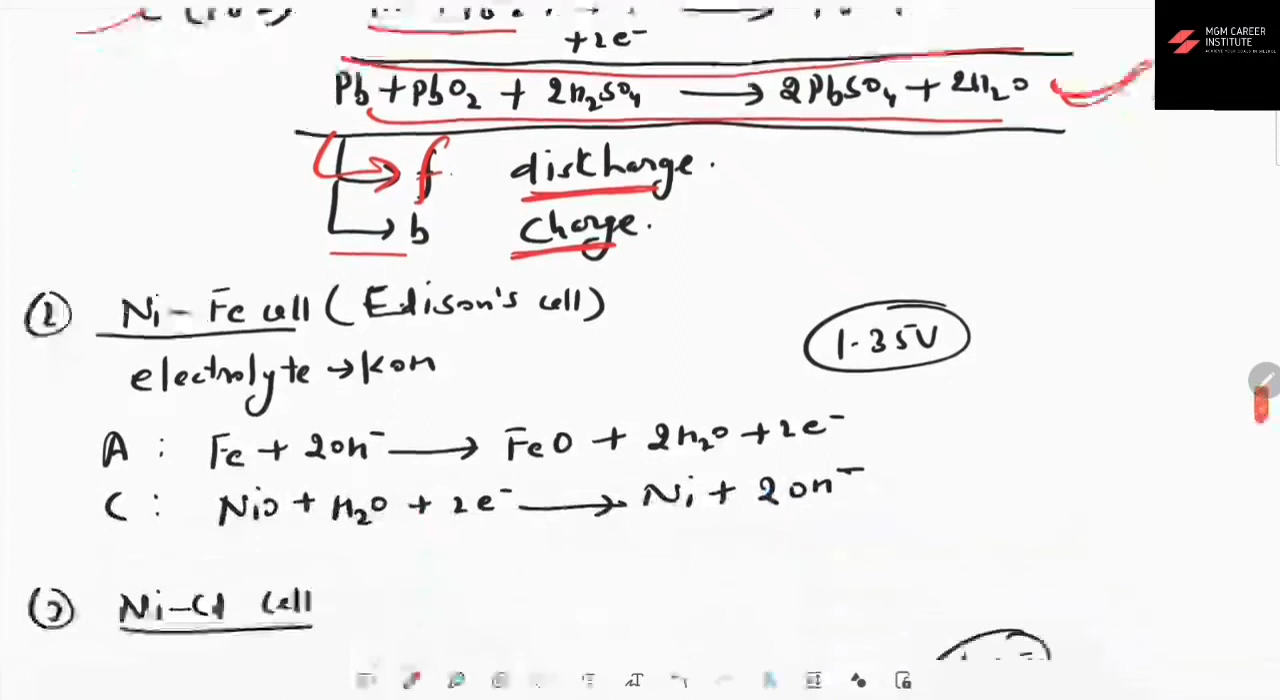 MGM CAREER
INSTITUTE
+2e⁻
Pb + PbO₂ + 2H₂SO₄ ⟶ 2PbSO₄ + 2H₂O
→ f discharge.
→ b charge.
② Ni - Fe cell (Edison's cell)
1.35V
electrolyte → KOH
A : Fe + 2OH⁻ ⟶ FeO + 2H₂O + 2e⁻
C : NiO + H₂O + 2e⁻ ⟶ Ni + 2OH⁻
③ Ni-Cd cell